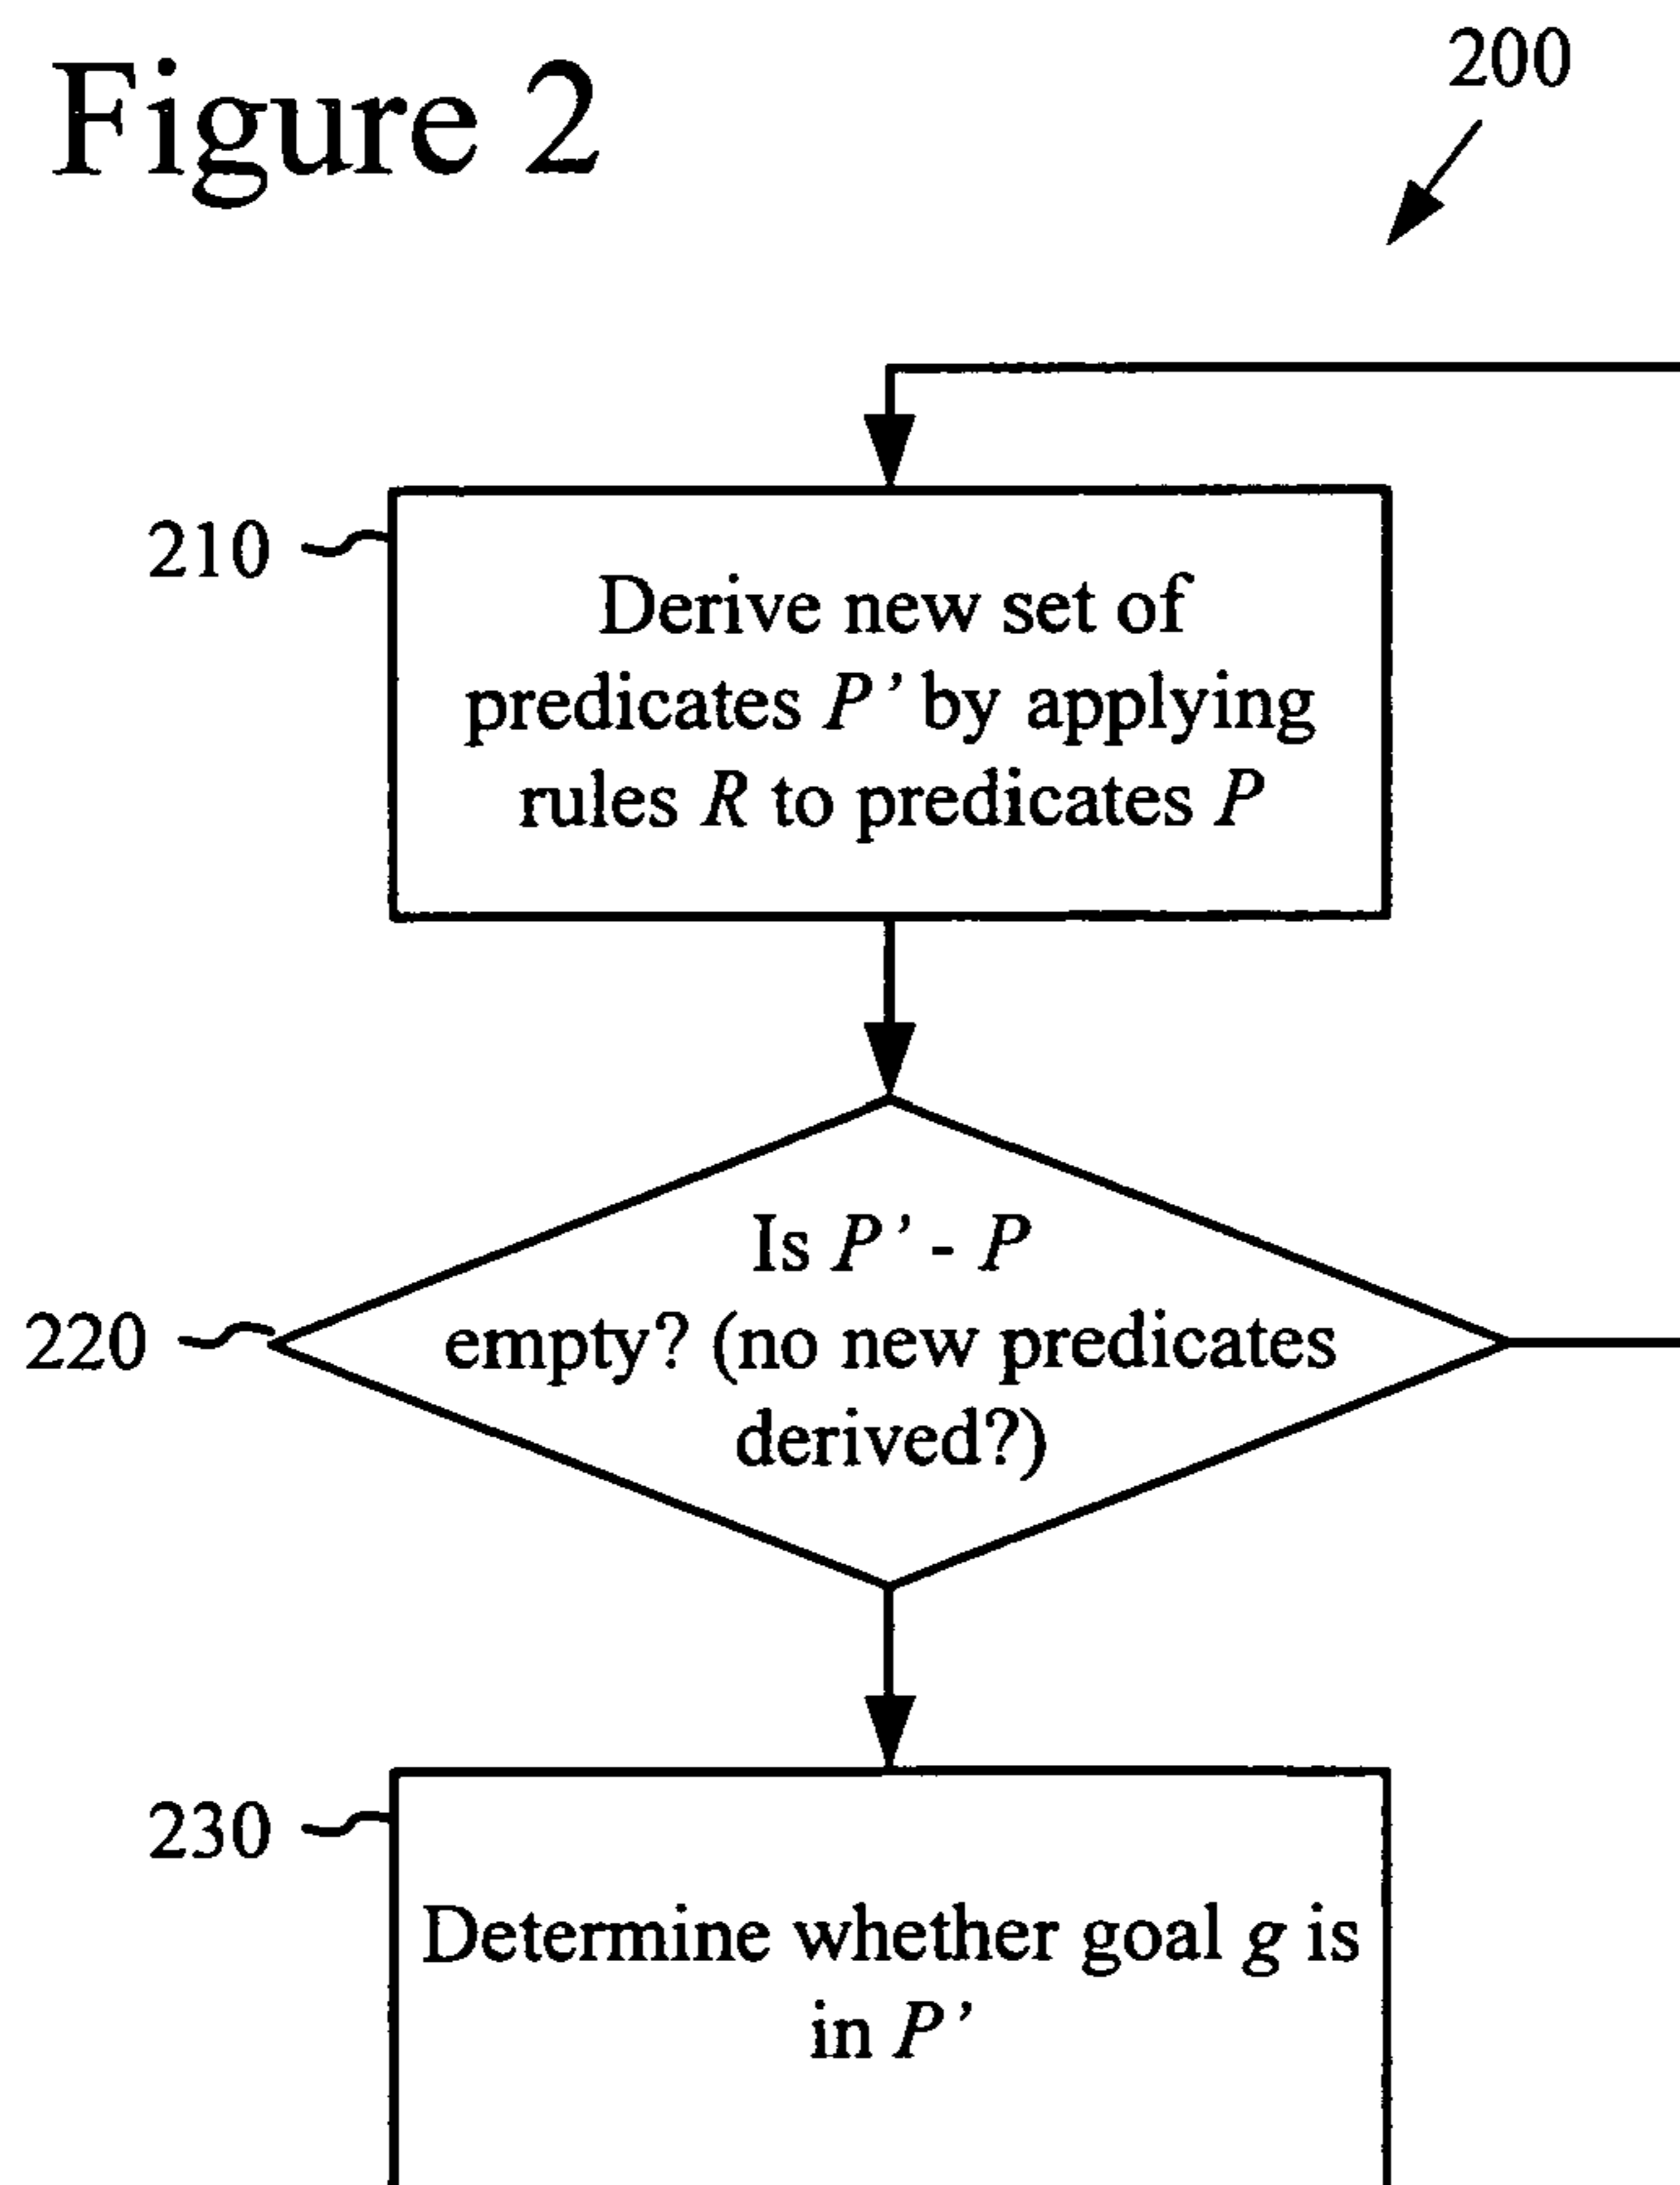 Figure 2
200
210
Derive new set of
predicates P’ by applying
rules R to predicates P
220
Is P’ - P
empty? (no new predicates
derived?)
230
Determine whether goal g is
in P’